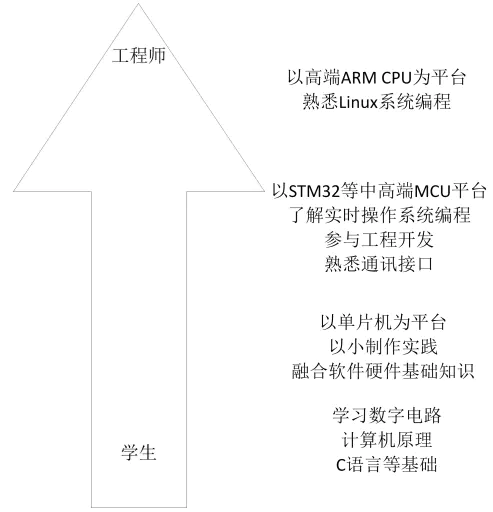 工程师
以高端ARM CPU为平台
熟悉Linux系统编程
以STM32等中高端MCU平台
了解实时操作系统编程
参与工程开发
熟悉通讯接口
以单片机为平台
以小制作实践
融合软件硬件基础知识
学习数字电路
计算机原理
C语言等基础
学生